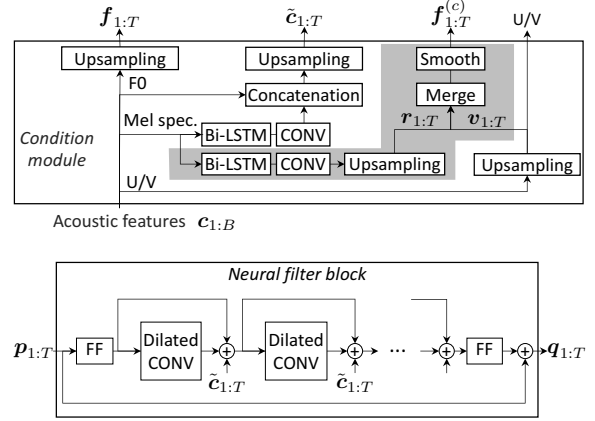 f₁:T c̃₁:T f₁:T⁽ᶜ⁾ U/V
Upsampling Upsampling Smooth
F0
Concatenation Merge
r₁:T v₁:T
Mel spec.
Condition module
Bi-LSTM CONV
Bi-LSTM CONV Upsampling Upsampling
U/V
Acoustic features c₁:B
Neural filter block
p₁:T FF Dilated CONV + Dilated CONV + ... + FF + q₁:T
c̃₁:T c̃₁:T